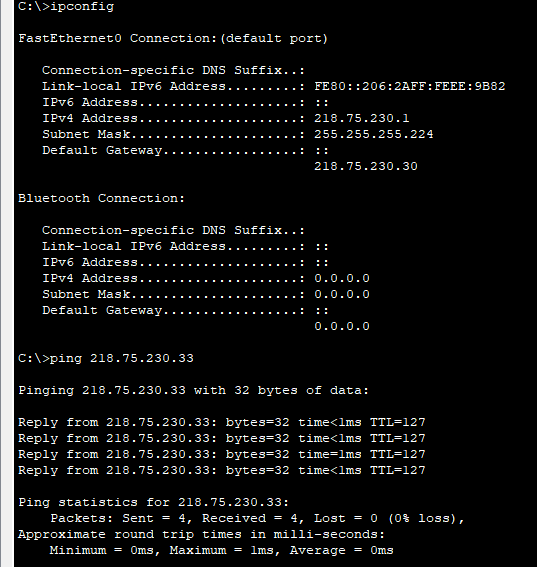 C:\>ipconfig
FastEthernet0 Connection:(default port)
Connection-specific DNS Suffix..:
Link-local IPv6 Address.........: FE80::206:2AFF:FEEE:9B82
IPv6 Address....................: ::
IPv4 Address....................: 218.75.230.1
Subnet Mask.....................: 255.255.255.224
Default Gateway.................: ::
218.75.230.30
Bluetooth Connection:
Connection-specific DNS Suffix..:
Link-local IPv6 Address.........: ::
IPv6 Address....................: ::
IPv4 Address....................: 0.0.0.0
Subnet Mask.....................: 0.0.0.0
Default Gateway.................: ::
0.0.0.0
C:\>ping 218.75.230.33
Pinging 218.75.230.33 with 32 bytes of data:
Reply from 218.75.230.33: bytes=32 time<1ms TTL=127
Reply from 218.75.230.33: bytes=32 time<1ms TTL=127
Reply from 218.75.230.33: bytes=32 time=1ms TTL=127
Reply from 218.75.230.33: bytes=32 time<1ms TTL=127
Ping statistics for 218.75.230.33:
Packets: Sent = 4, Received = 4, Lost = 0 (0% loss),
Approximate round trip times in milli-seconds:
Minimum = 0ms, Maximum = 1ms, Average = 0ms